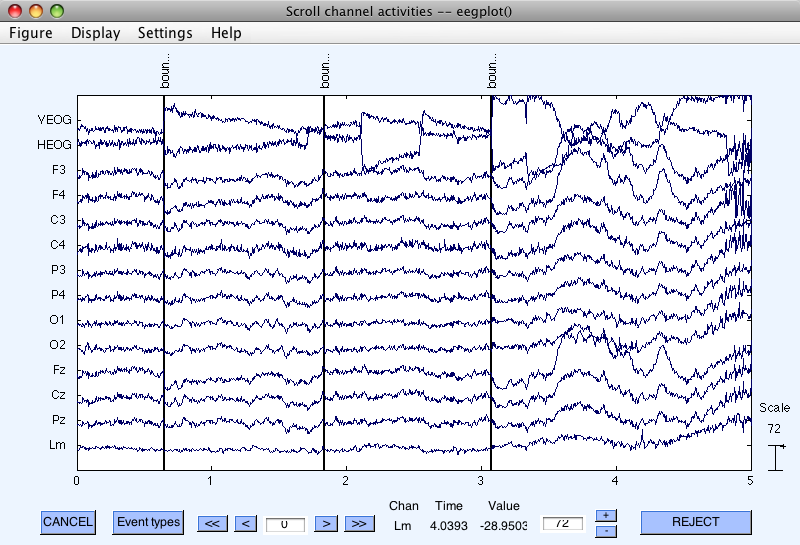 Scroll channel activities -- eegplot()
Figure Display Settings Help
boun... boun... boun...
VEOG
HEOG
F3
F4
C3
C4
P3
P4
O1
O2
Fz
Cz
Pz
Lm
Scale
72
0 1 2 3 4 5
Chan Time Value
CANCEL Event types << < 0 > >> Lm 4.0393 -28.9503 72 + - REJECT